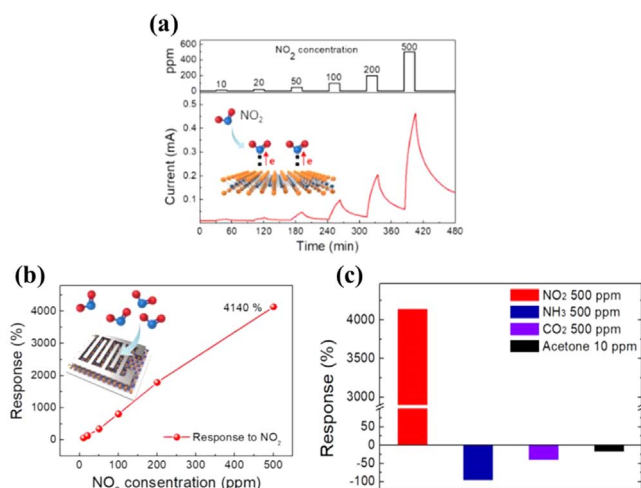 (a)
NO2 concentration
ppm
600
400
200
0
10 20 50 100 200 500
0.5
0.4
0.3
0.2
0.1
Current (mA)
NO2
e e
0 60 120 180 240 300 360 420 480
Time (min)
(b)
4000
3000
2000
1000
0
Response (%)
4140 %
Response to NO2
0 100 200 300 400 500
NO2 consentration (ppm)
(c)
NO2 500 ppm
NH3 500 ppm
CO2 500 ppm
Acetone 10 ppm
4000
3500
3000
50
0
-50
-100
Response (%)